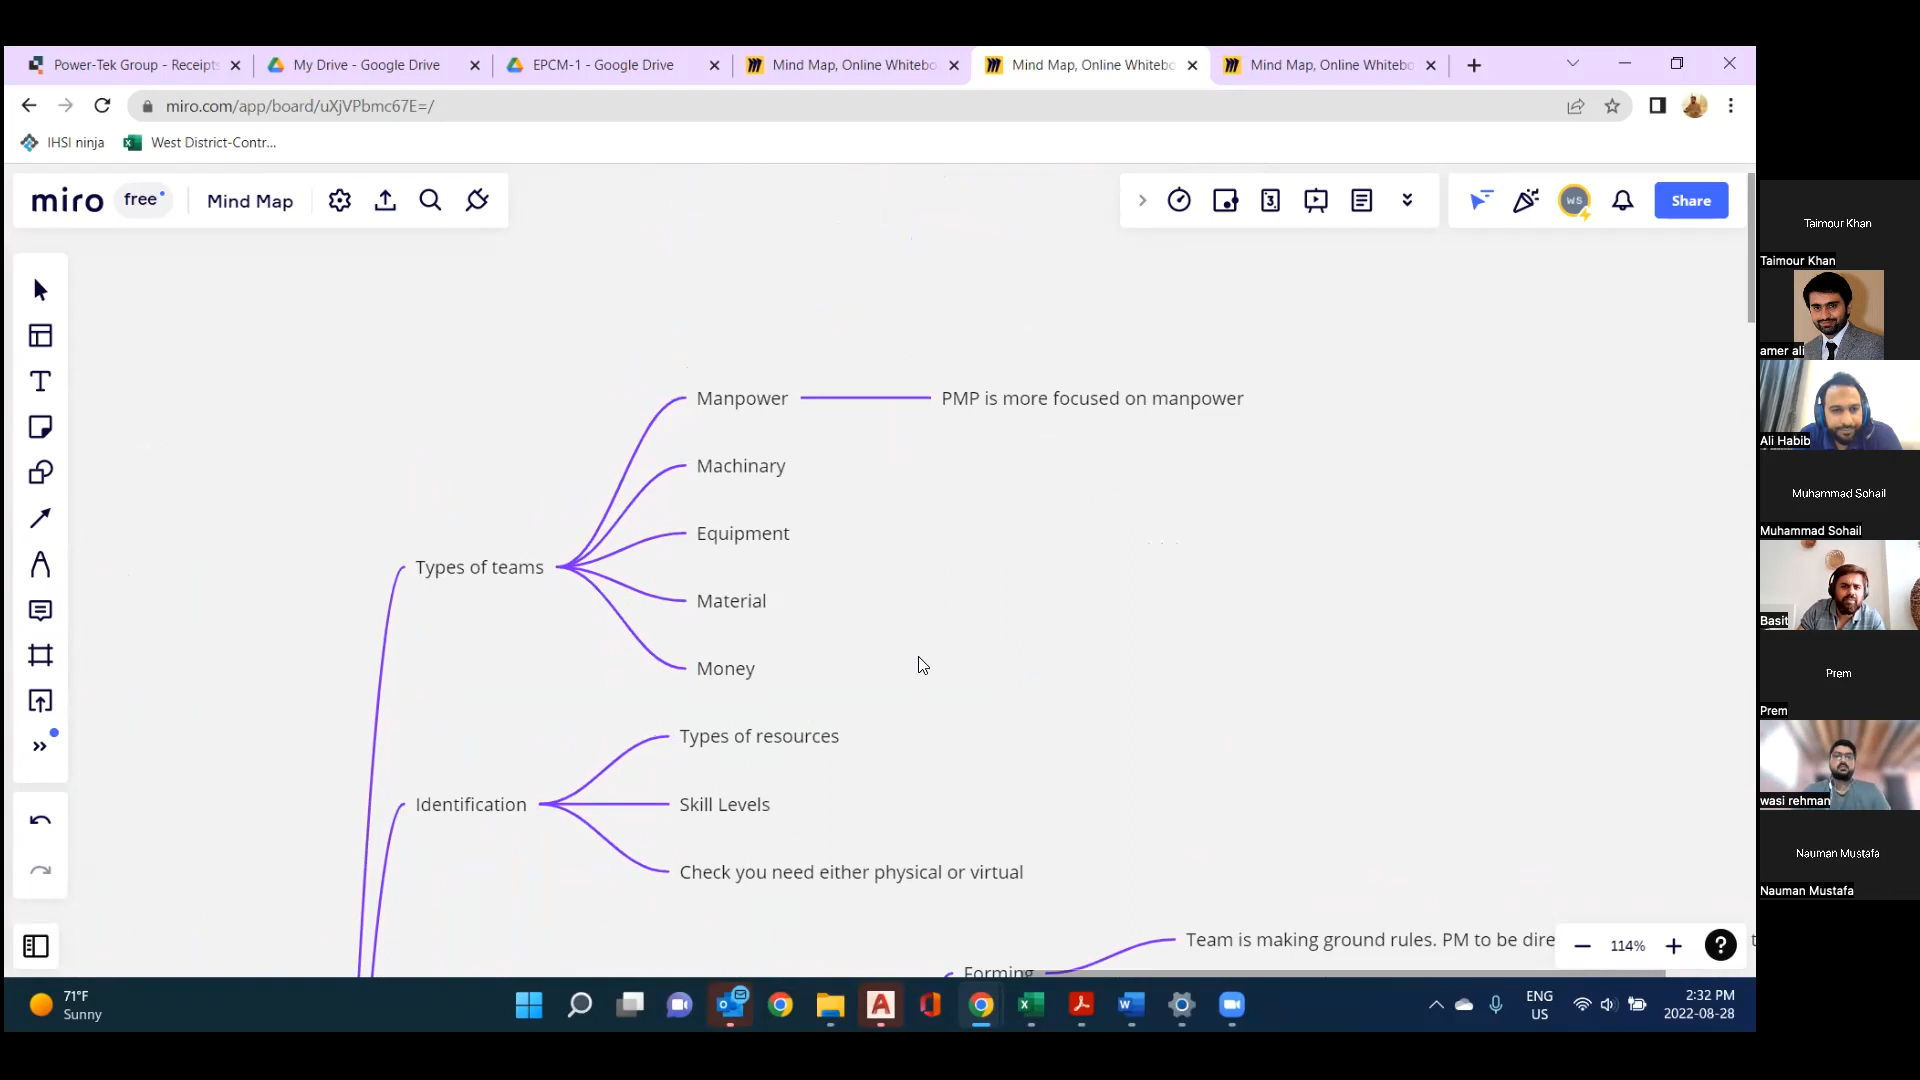 Power-Tek Group - Receipts
My Drive - Google Drive
EPCM-1 - Google Drive
Mind Map, Online Whitebo
Mind Map, Online Whitebo
Mind Map, Online Whitebo
miro.com/app/board/uXjVPbmc67E=/
IHSI ninja
West District-Contr...
miro
free
Mind Map
3
WS
Share
Manpower
PMP is more focused on manpower
Machinary
Equipment
Types of teams
Material
Money
Types of resources
Identification
Skill Levels
Check you need either physical or virtual
Team is making ground rules. PM to be dire
Forming
114%
?
71°F
Sunny
ENG
US
2:32 PM
2022-08-28
Taimour Khan
Taimour Khan
amer ali
Ali Habib
Muhammad Sohail
Muhammad Sohail
Basit
Prem
Prem
wasi rehman
Nauman Mustafa
Nauman Mustafa